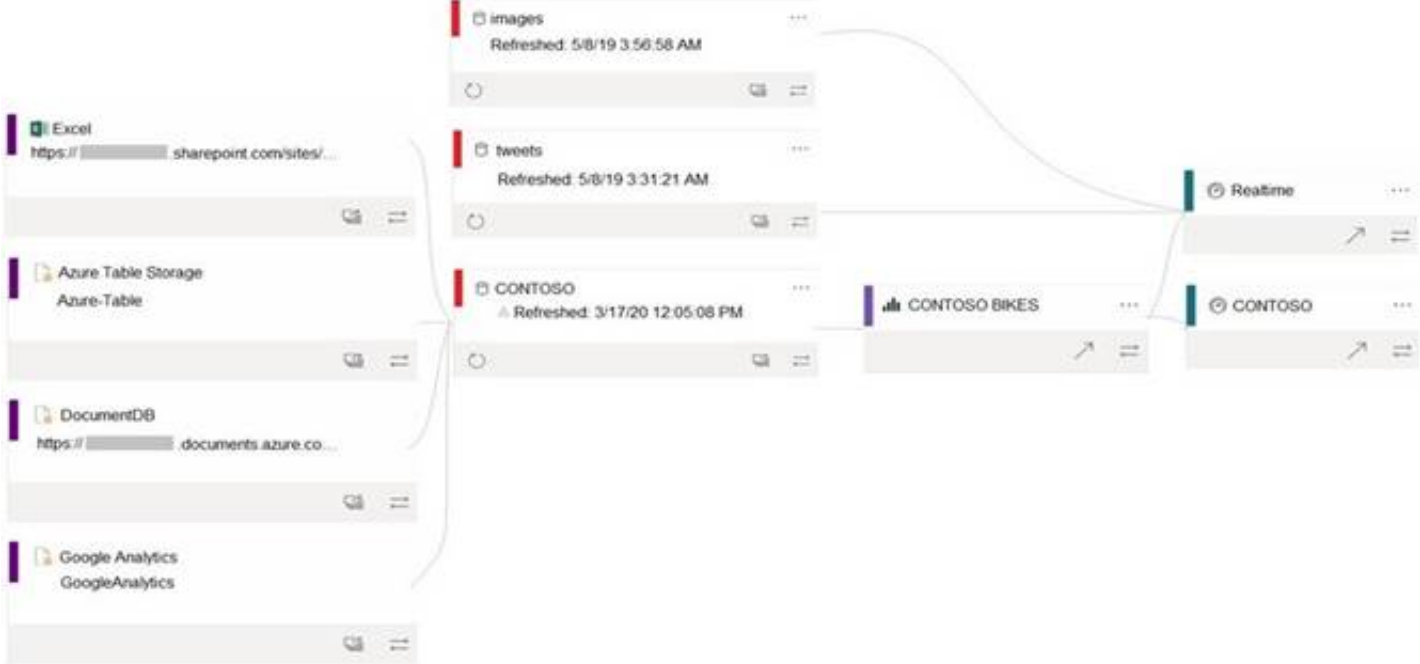 Excel
https:// .sharepoint.com/sites/...
Azure Table Storage
Azure-Table
DocumentDB
https:// .documents.azure.co...
Google Analytics
GoogleAnalytics
images
Refreshed: 5/8/19 3:56:58 AM
tweets
Refreshed: 5/8/19 3:31:21 AM
CONTOSO
Refreshed: 3/17/20 12:05:08 PM
CONTOSO BIKES
Realtime
CONTOSO